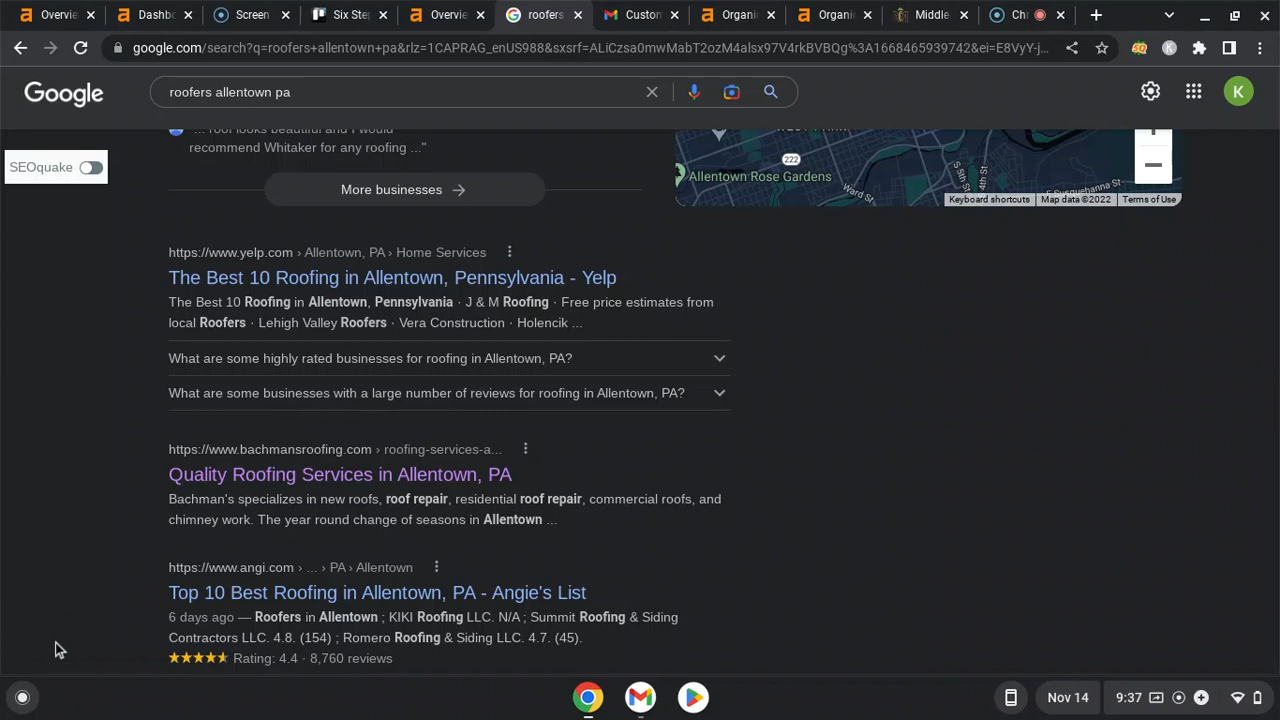 Overvie
Dashbo
Screen
Six Ste
Overvie
roofers
Custom
Organi
Organi
Middle
Chr
google.com/search?q=roofers+allentown+pa&rlz=1CAPRAG_enUS988&sxsrf=ALiCzsa0mwMabT2ozM4alsx97V4rkBVBQg%3A1668465939742&ei=E8VyY-j...
Google
roofers allentown pa
K
... roof looks beautiful and I would
recommend Whitaker for any roofing ..."
SEOquake
More businesses
222
Allentown Rose Gardens
Ward St
S 5th St
4th St
E Susquehanna St
Keyboard shortcuts Map data ©2022 Terms of Use
https://www.yelp.com › Allentown, PA › Home Services
The Best 10 Roofing in Allentown, Pennsylvania - Yelp
The Best 10 Roofing in Allentown, Pennsylvania · J & M Roofing · Free price estimates from
local Roofers · Lehigh Valley Roofers · Vera Construction · Holencik ...
What are some highly rated businesses for roofing in Allentown, PA?
What are some businesses with a large number of reviews for roofing in Allentown, PA?
https://www.bachmansroofing.com › roofing-services-a...
Quality Roofing Services in Allentown, PA
Bachman's specializes in new roofs, roof repair, residential roof repair, commercial roofs, and
chimney work. The year round change of seasons in Allentown ...
https://www.angi.com › ... › PA › Allentown
Top 10 Best Roofing in Allentown, PA - Angie's List
6 days ago — Roofers in Allentown ; KIKI Roofing LLC. N/A ; Summit Roofing & Siding
Contractors LLC. 4.8. (154) ; Romero Roofing & Siding LLC. 4.7. (45).
Rating: 4.4 · 8,760 reviews
Nov 14
9:37